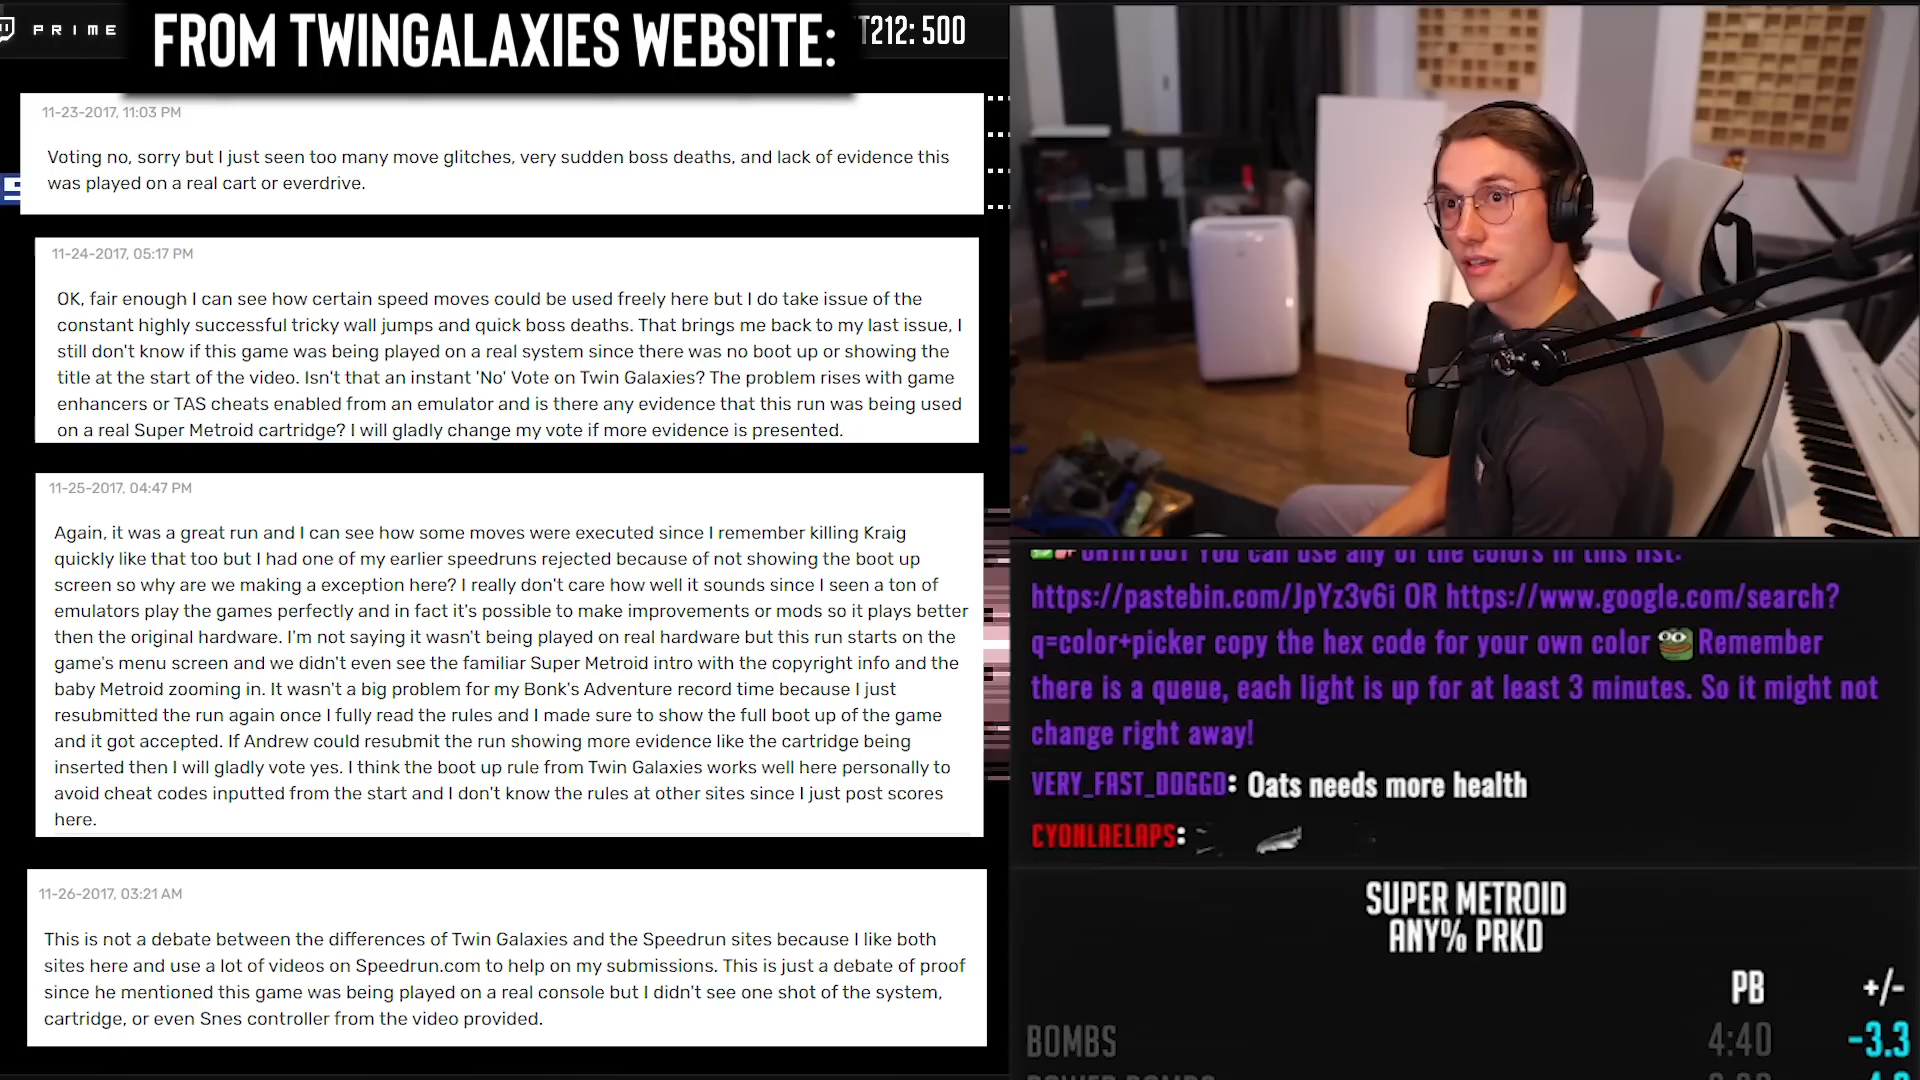 PRIME
FROM TWINGALAXIES WEBSITE:
T212: 500
11-23-2017, 11:03 PM
Voting no, sorry but I just seen too many move glitches, very sudden boss deaths, and lack of evidence this
was played on a real cart or everdrive.
11-24-2017, 05:17 PM
OK, fair enough I can see how certain speed moves could be used freely here but I do take issue of the
constant highly successful tricky wall jumps and quick boss deaths. That brings me back to my last issue, I
still don't know if this game was being played on a real system since there was no boot up or showing the
title at the start of the video. Isn't that an instant 'No' Vote on Twin Galaxies? The problem rises with game
enhancers or TAS cheats enabled from an emulator and is there any evidence that this run was being used
on a real Super Metroid cartridge? I will gladly change my vote if more evidence is presented.
11-25-2017, 04:47 PM
Again, it was a great run and I can see how some moves were executed since I remember killing Kraig
quickly like that too but I had one of my earlier speedruns rejected because of not showing the boot up
screen so why are we making a exception here? I really don't care how well it sounds since I seen a ton of
emulators play the games perfectly and in fact it's possible to make improvements or mods so it plays better
then the original hardware. I'm not saying it wasn't being played on real hardware but this run starts on the
game's menu screen and we didn't even see the familiar Super Metroid intro with the copyright info and the
baby Metroid zooming in. It wasn't a big problem for my Bonk's Adventure record time because I just
resubmitted the run again once I fully read the rules and I made sure to show the full boot up of the game
and it got accepted. If Andrew could resubmit the run showing more evidence like the cartridge being
inserted then I will gladly vote yes. I think the boot up rule from Twin Galaxies works well here personally to
avoid cheat codes inputted from the start and I don't know the rules at other sites since I just post scores
here.
11-26-2017, 03:21 AM
This is not a debate between the differences of Twin Galaxies and the Speedrun sites because I like both
sites here and use a lot of videos on Speedrun.com to help on my submissions. This is just a debate of proof
since he mentioned this game was being played on a real console but I didn't see one shot of the system,
cartridge, or even Snes controller from the video provided.
You can use any of the colors in this list:
https://pastebin.com/JpYz3v6i OR https://www.google.com/search?
q=color+picker copy the hex code for your own color Remember
there is a queue, each light is up for at least 3 minutes. So it might not
change right away!
VERY_FAST_DOGGO: Oats needs more health
CYONLAELAPS:
SUPER METROID
ANY% PRKD
PB +/-
BOMBS 4:40 -3.3